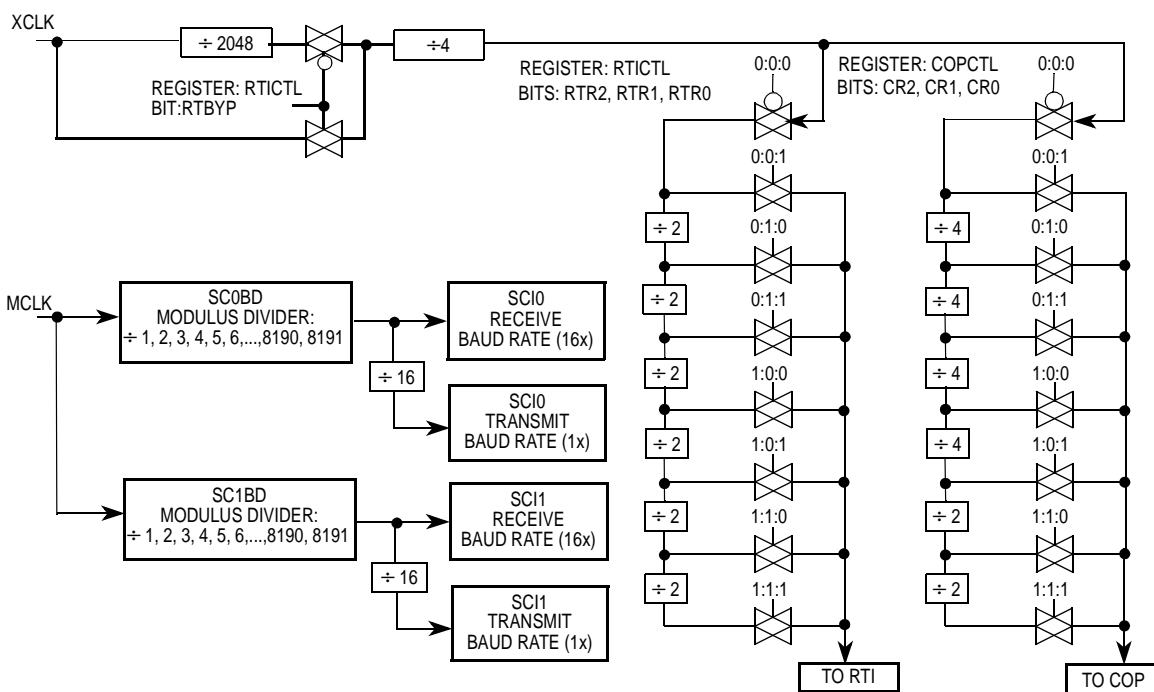 XCLK
÷ 2048
÷4
REGISTER: RTICTL
BIT:RTBYP
REGISTER: RTICTL
BITS: RTR2, RTR1, RTR0
0:0:0
REGISTER: COPCTL
BITS: CR2, CR1, CR0
0:0:0
0:0:1
0:0:1
÷ 2
0:1:0
÷ 4
0:1:0
÷ 2
0:1:1
÷ 4
0:1:1
÷ 2
1:0:0
÷ 4
1:0:0
÷ 2
1:0:1
÷ 4
1:0:1
÷ 2
1:1:0
÷ 2
1:1:0
÷ 2
1:1:1
÷ 2
1:1:1
TO RTI
TO COP
MCLK
SC0BD
MODULUS DIVIDER:
÷ 1, 2, 3, 4, 5, 6,...,8190, 8191
SCI0
RECEIVE
BAUD RATE (16x)
÷ 16
SCI0
TRANSMIT
BAUD RATE (1x)
SC1BD
MODULUS DIVIDER:
÷ 1, 2, 3, 4, 5, 6,...,8190, 8191
SCI1
RECEIVE
BAUD RATE (16x)
÷ 16
SCI1
TRANSMIT
BAUD RATE (1x)